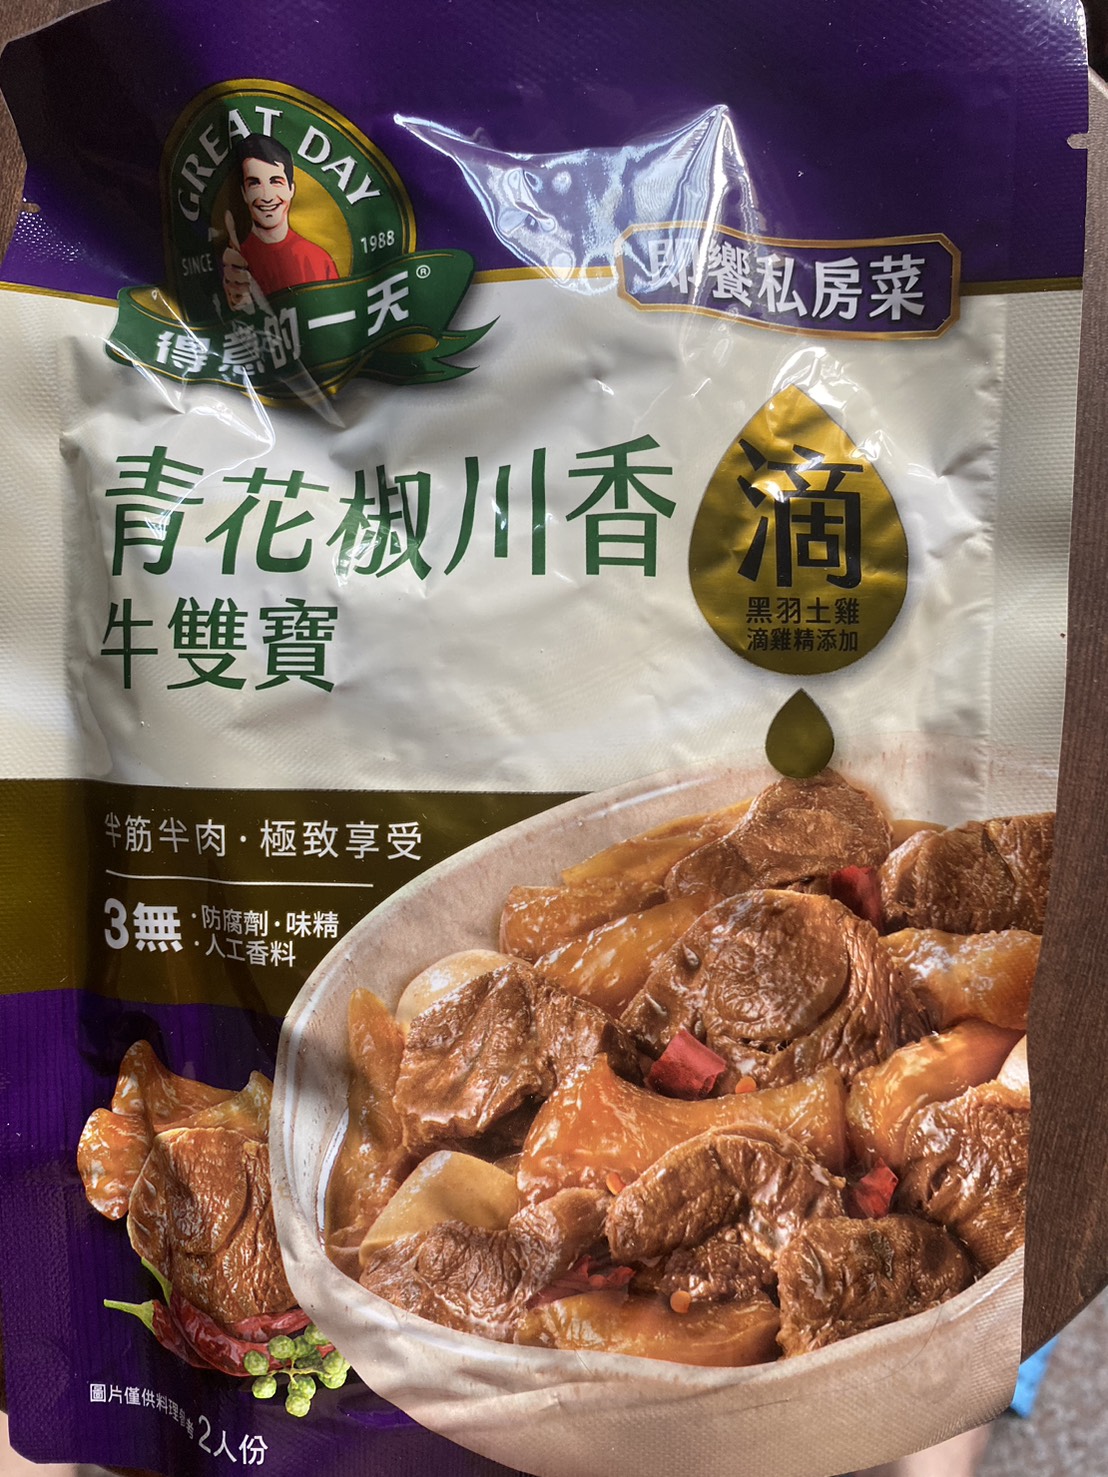 GREAT DAY
SINCE 1988
得意的一天®
即饗私房菜
青花椒川香
牛雙寶
滴
黑羽土雞
滴雞精添加
半筋半肉·極致享受
3無
·防腐劑·味精
·人工香料
圖片僅供料理參考
2人份